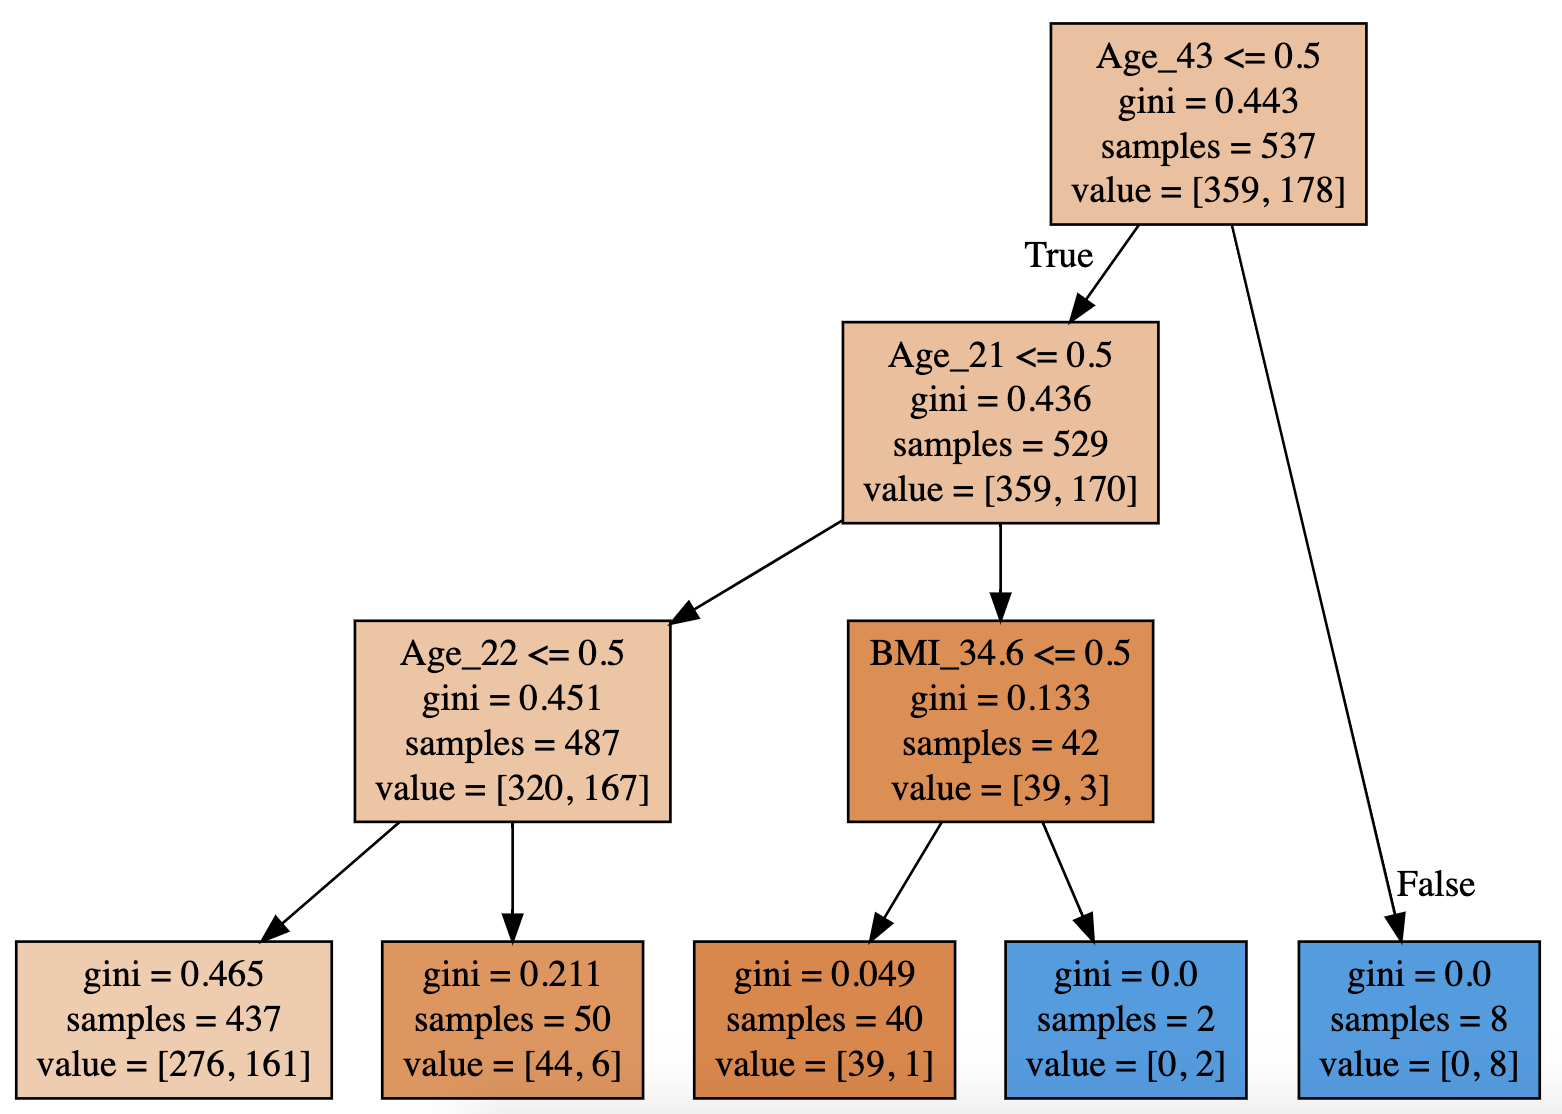 Age_43 <= 0.5
gini = 0.443
samples = 537
value = [359, 178]
True
Age_21 <= 0.5
gini = 0.436
samples = 529
value = [359, 170]
Age_22 <= 0.5
gini = 0.451
samples = 487
value = [320, 167]
BMI_34.6 <= 0.5
gini = 0.133
samples = 42
value = [39, 3]
False
gini = 0.465
samples = 437
value = [276, 161]
gini = 0.211
samples = 50
value = [44, 6]
gini = 0.049
samples = 40
value = [39, 1]
gini = 0.0
samples = 2
value = [0, 2]
gini = 0.0
samples = 8
value = [0, 8]